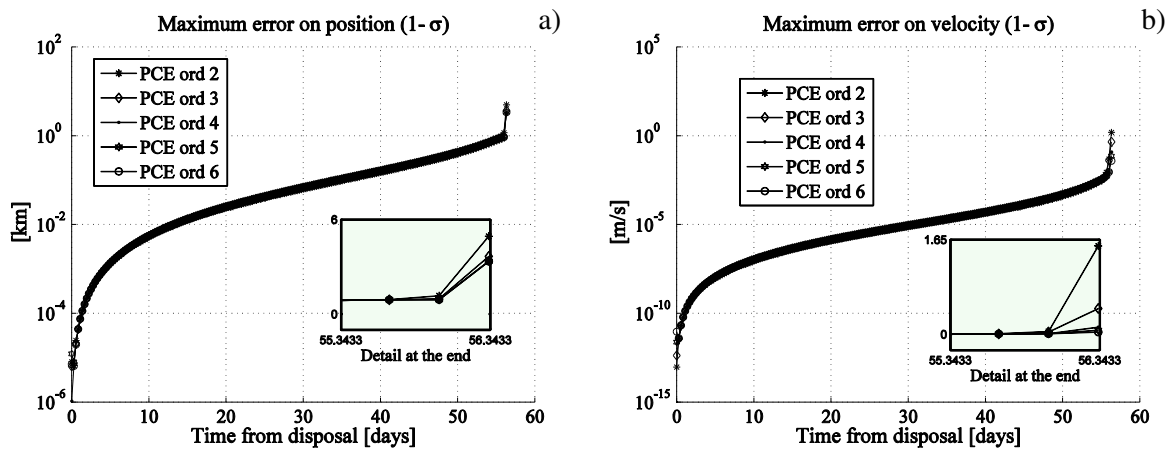 Maximum error on position (1- σ)
a)
10^2
10^0
10^-2
10^-4
10^-6
[km]
PCE ord 2
PCE ord 3
PCE ord 4
PCE ord 5
PCE ord 6
6
0
55.3433
56.3433
Detail at the end
0
10
20
30
40
50
60
Time from disposal [days]
Maximum error on velocity (1- σ)
b)
10^5
10^0
10^-5
10^-10
10^-15
[m/s]
PCE ord 2
PCE ord 3
PCE ord 4
PCE ord 5
PCE ord 6
1.65
0
55.3433
56.3433
Detail at the end
0
10
20
30
40
50
60
Time from disposal [days]